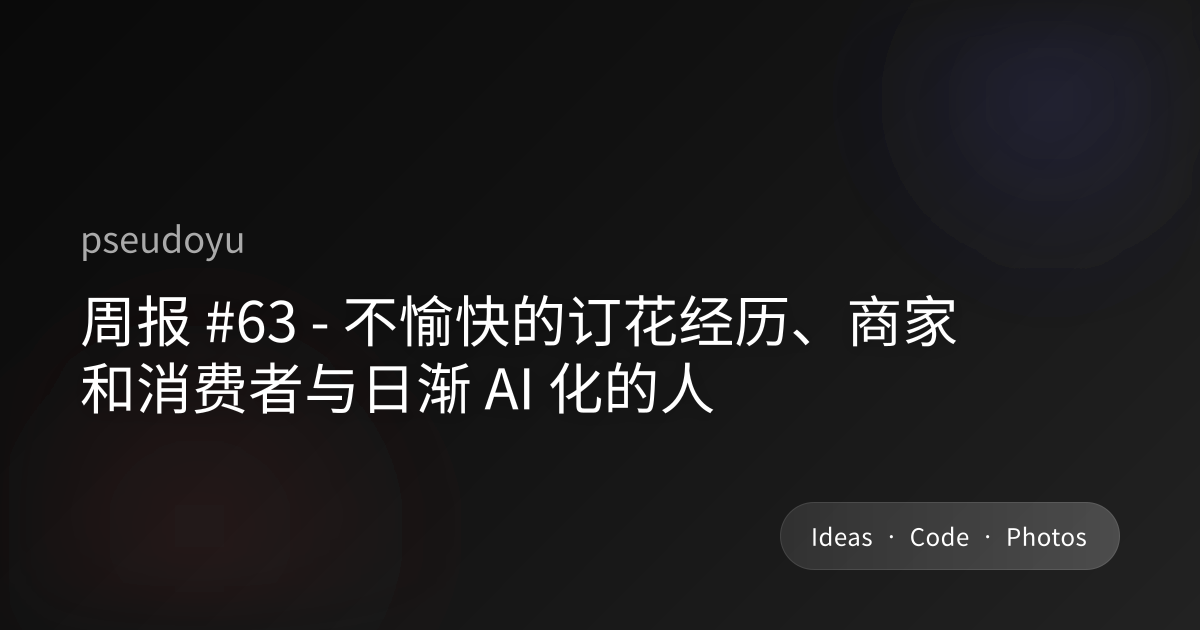 pseudoyu
周报 #63 - 不愉快的订花经历、商家
和消费者与日渐 AI 化的人
Ideas · Code · Photos